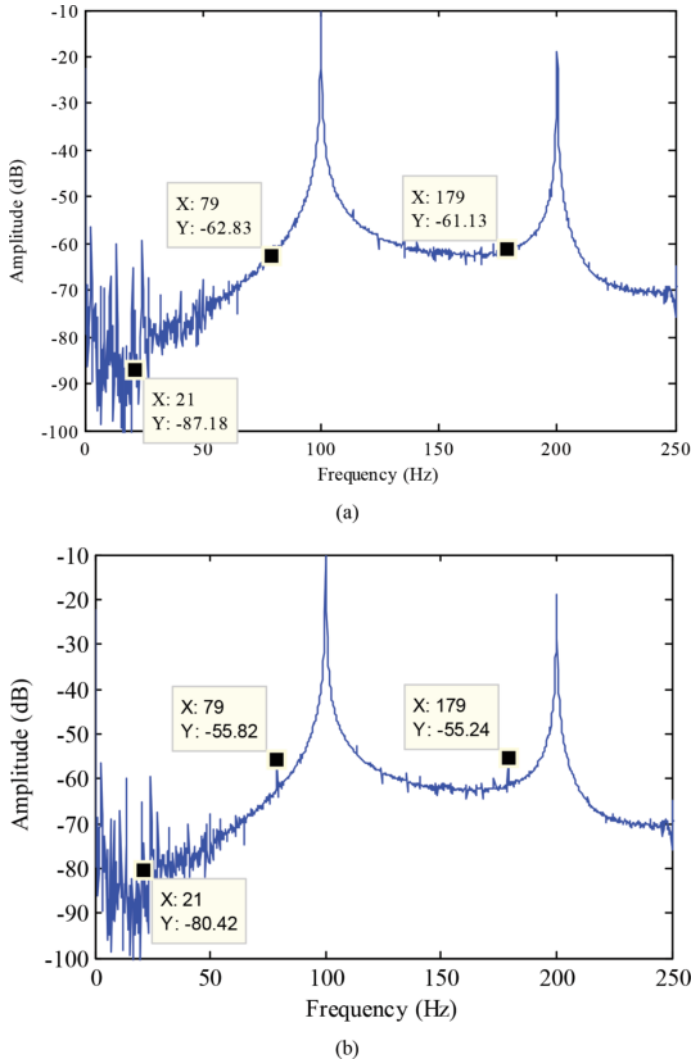 -10
-20
-30
-40
-50
-60
-70
-80
-90
-100
Amplitude (dB)
X: 79
Y: -62.83
X: 179
Y: -61.13
X: 21
Y: -87.18
0
50
100
150
200
250
Frequency (Hz)
(a)
-10
-20
-30
-40
-50
-60
-70
-80
-90
-100
Amplitude (dB)
X: 79
Y: -55.82
X: 179
Y: -55.24
X: 21
Y: -80.42
0
50
100
150
200
250
Frequency (Hz)
(b)